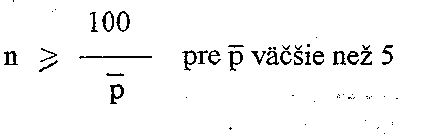 100
n ⩾ ——— pre p̅ väčšie než 5
p̅